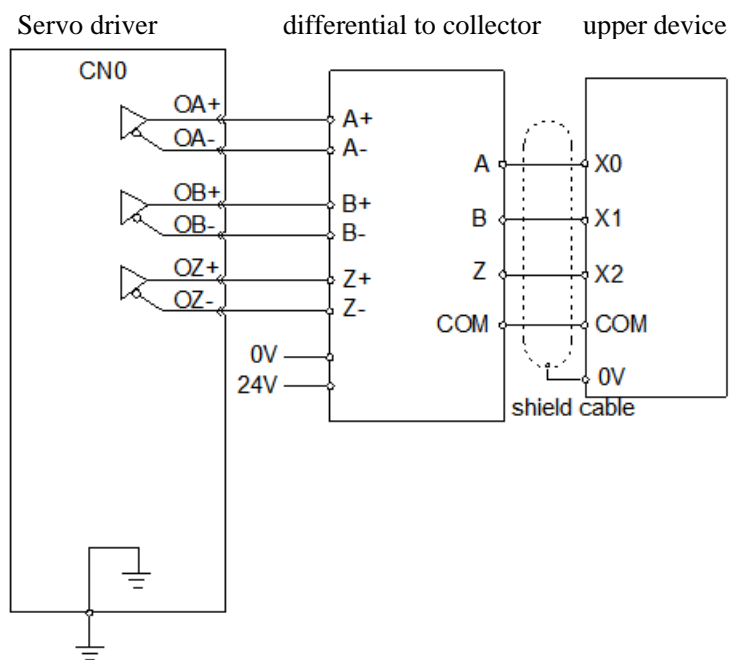 Servo driver differential to collector upper device
CN0
OA+ A+
OA- A-
A X0
OB+ B+
B X1
OB- B-
OZ+ Z+ Z X2
OZ- Z-
COM COM
0V
24V 0V
shield cable